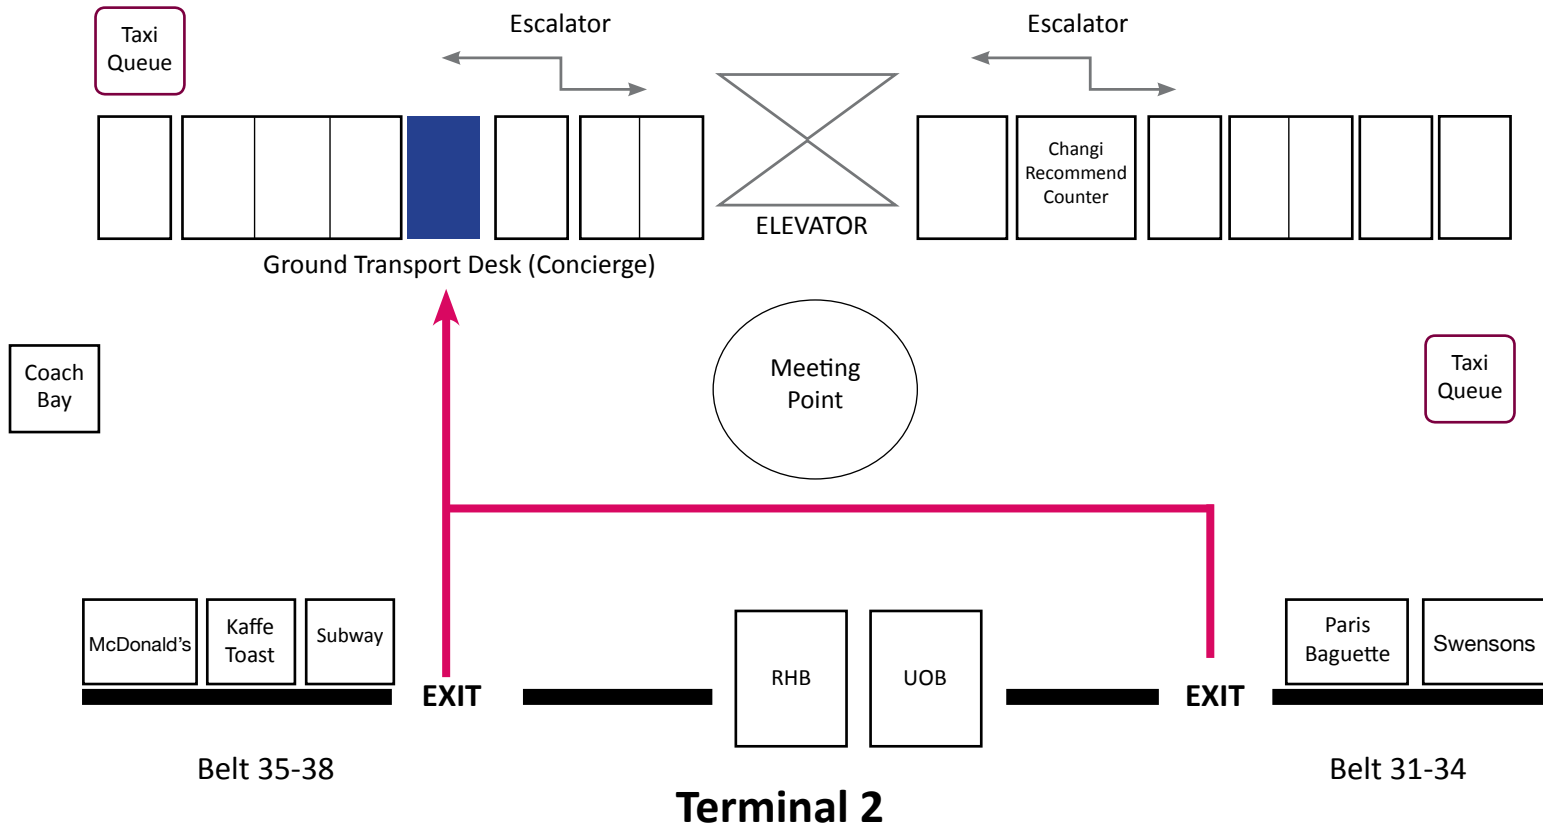 Taxi
Queue
Escalator
Escalator
Changi
Recommend
Counter
ELEVATOR
Ground Transport Desk (Concierge)
Coach
Bay
Meeting
Point
Taxi
Queue
McDonald's
Kaffe
Toast
Subway
RHB
UOB
Paris
Baguette
Swensons
EXIT
EXIT
Belt 35-38
Belt 31-34
Terminal 2